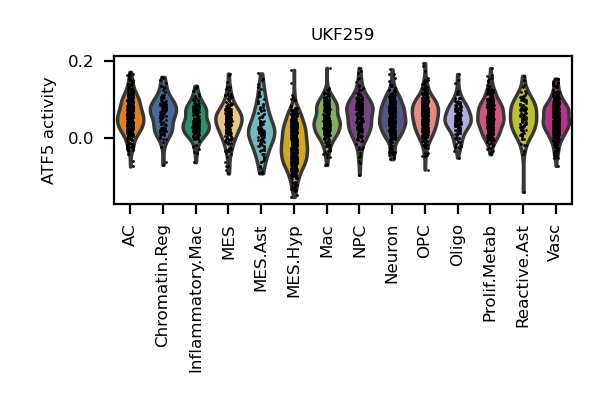 UKF259
ATF5 activity
0.2
0.0
AC
Chromatin.Reg
Inflammatory.Mac
MES
MES.Ast
MES.Hyp
Mac
NPC
Neuron
OPC
Oligo
Prolif.Metab
Reactive.Ast
Vasc